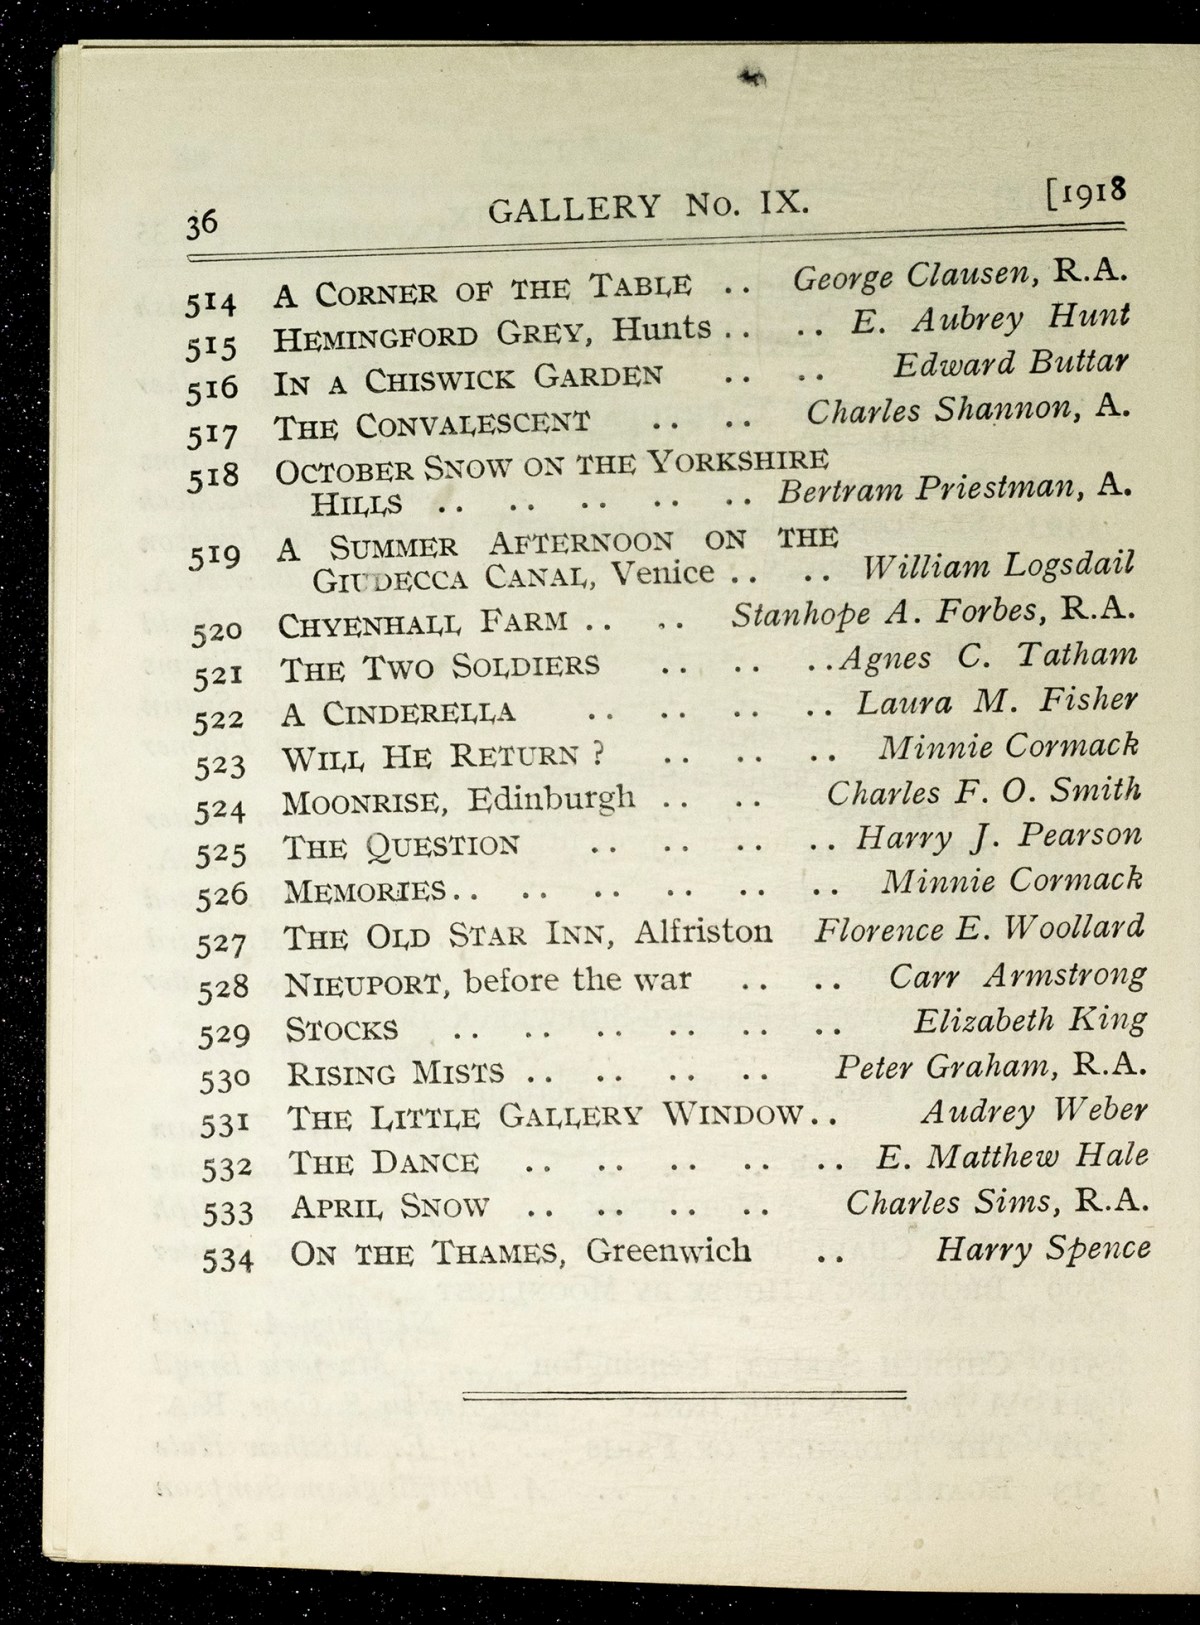 36 GALLERY No. IX. [1918
514 A CORNER OF THE TABLE .. George Clausen, R.A.
515 HEMINGFORD GREY, Hunts .. .. E. Aubrey Hunt
516 IN A CHISWICK GARDEN .. .. Edward Buttar
517 THE CONVALESCENT .. .. Charles Shannon, A.
518 OCTOBER SNOW ON THE YORKSHIRE
HILLS .. .. .. .. .. Bertram Priestman, A.
519 A SUMMER AFTERNOON ON THE
GIUDECCA CANAL, Venice .. .. William Logsdail
520 CHYENHALL FARM .. .. Stanhope A. Forbes, R.A.
521 THE TWO SOLDIERS .. .. .. Agnes C. Tatham
522 A CINDERELLA .. .. .. .. Laura M. Fisher
523 WILL HE RETURN ? .. .. .. Minnie Cormack
524 MOONRISE, Edinburgh .. .. Charles F. O. Smith
525 THE QUESTION .. .. .. .. Harry J. Pearson
526 MEMORIES .. .. .. .. .. .. Minnie Cormack
527 THE OLD STAR INN, Alfriston Florence E. Woollard
528 NIEUPORT, before the war .. .. Carr Armstrong
529 STOCKS .. .. .. .. .. .. Elizabeth King
530 RISING MISTS .. .. .. .. Peter Graham, R.A.
531 THE LITTLE GALLERY WINDOW .. Audrey Weber
532 THE DANCE .. .. .. .. .. E. Matthew Hale
533 APRIL SNOW .. .. .. .. Charles Sims, R.A.
534 ON THE THAMES, Greenwich .. Harry Spence